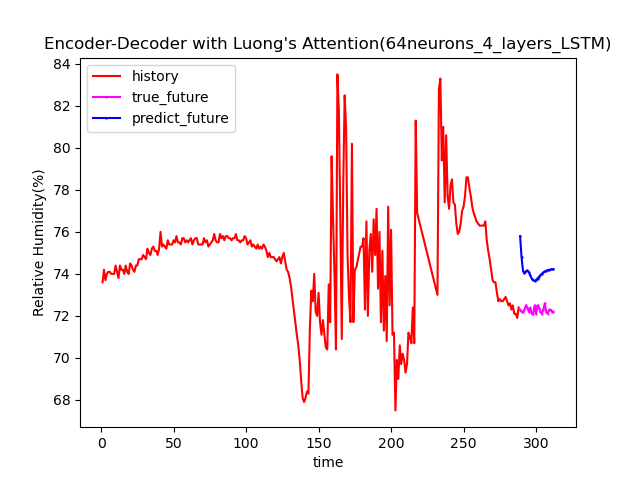 Encoder-Decoder with Luong's Attention(64neurons_4_layers_LSTM)
history
true_future
predict_future
Relative Humidity(%)
84
82
80
78
76
74
72
70
68
0 50 100 150 200 250 300
time